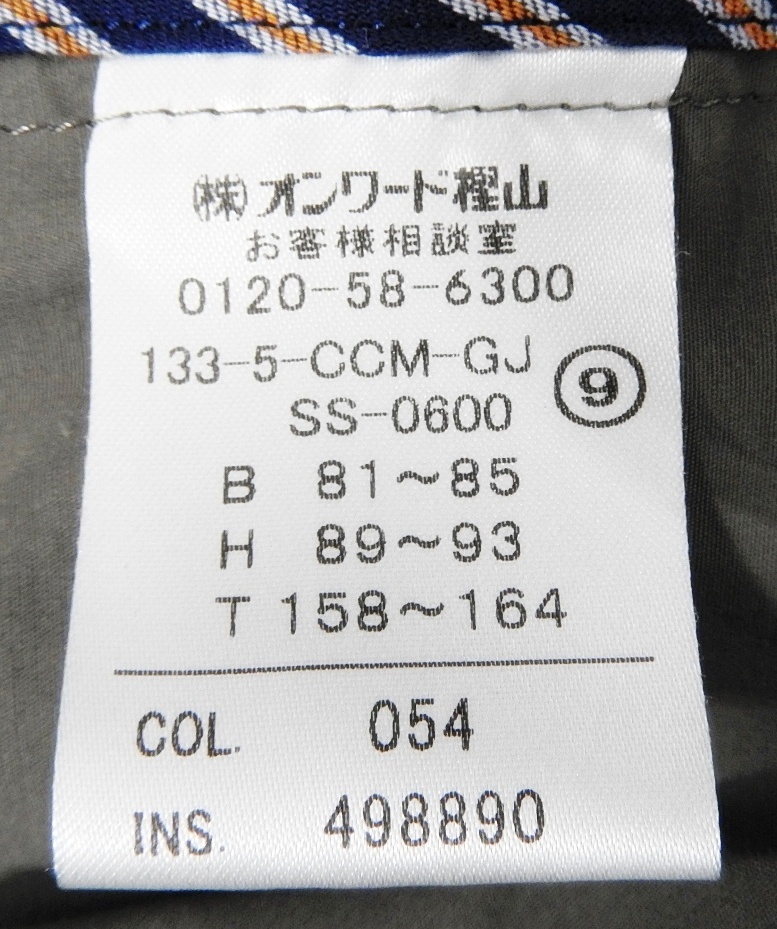 ㈱オンワード樫山
お客様相談室
0120-58-6300
133-5-CCM-GJ
SS-0600
⑨
B 81~85
H 89~93
T 158~164
COL. 054
INS. 498890